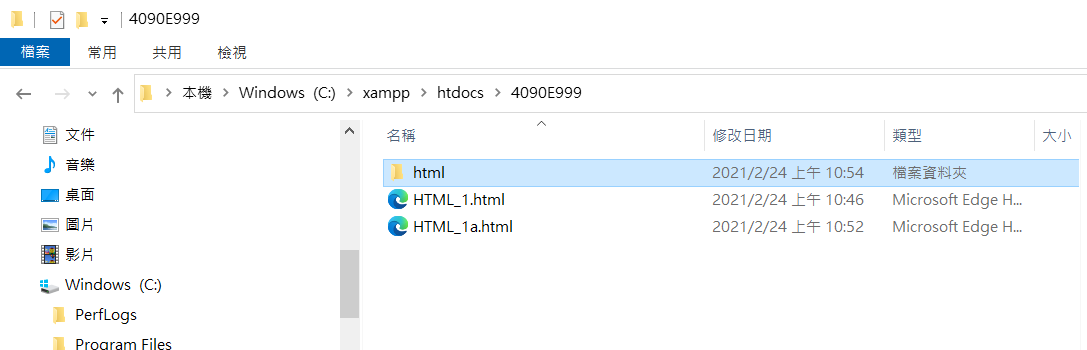 4090E999
檔案 常用 共用 檢視
本機 Windows (C:) xampp htdocs 4090E999
文件
音樂
桌面
圖片
影片
Windows (C:)
PerfLogs
Program Files
名稱 修改日期 類型 大小
html 2021/2/24 上午 10:54 檔案資料夾
HTML_1.html 2021/2/24 上午 10:46 Microsoft Edge H...
HTML_1a.html 2021/2/24 上午 10:52 Microsoft Edge H...